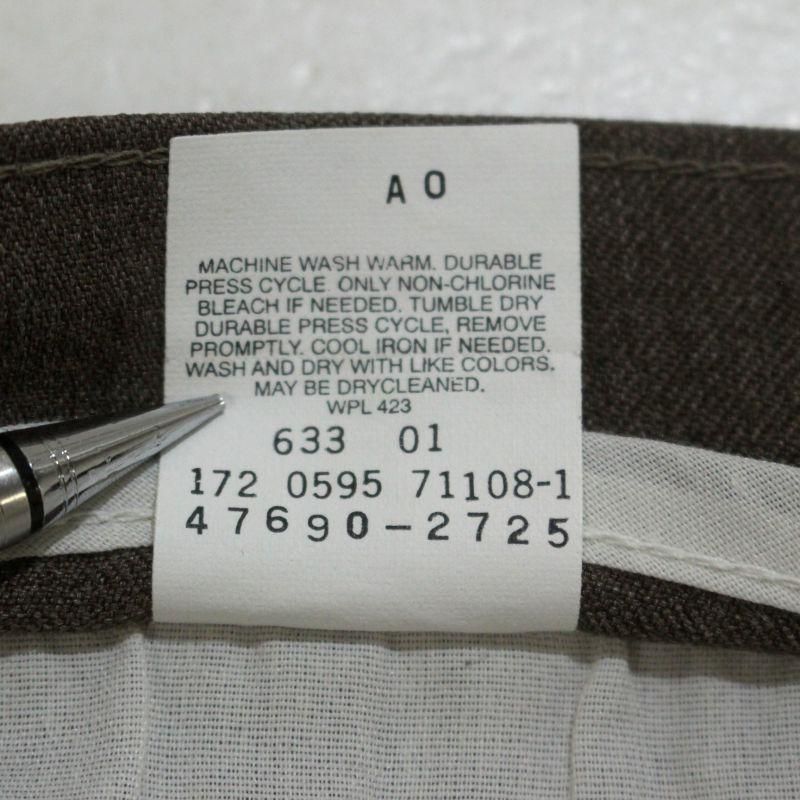 A O
MACHINE WASH WARM. DURABLE
PRESS CYCLE. ONLY NON-CHLORINE
BLEACH IF NEEDED. TUMBLE DRY
DURABLE PRESS CYCLE, REMOVE
PROMPTLY. COOL IRON IF NEEDED.
WASH AND DRY WITH LIKE COLORS.
MAY BE DRYCLEANED.
WPL 423
633 01
172 0595 71108-1
47690-2725